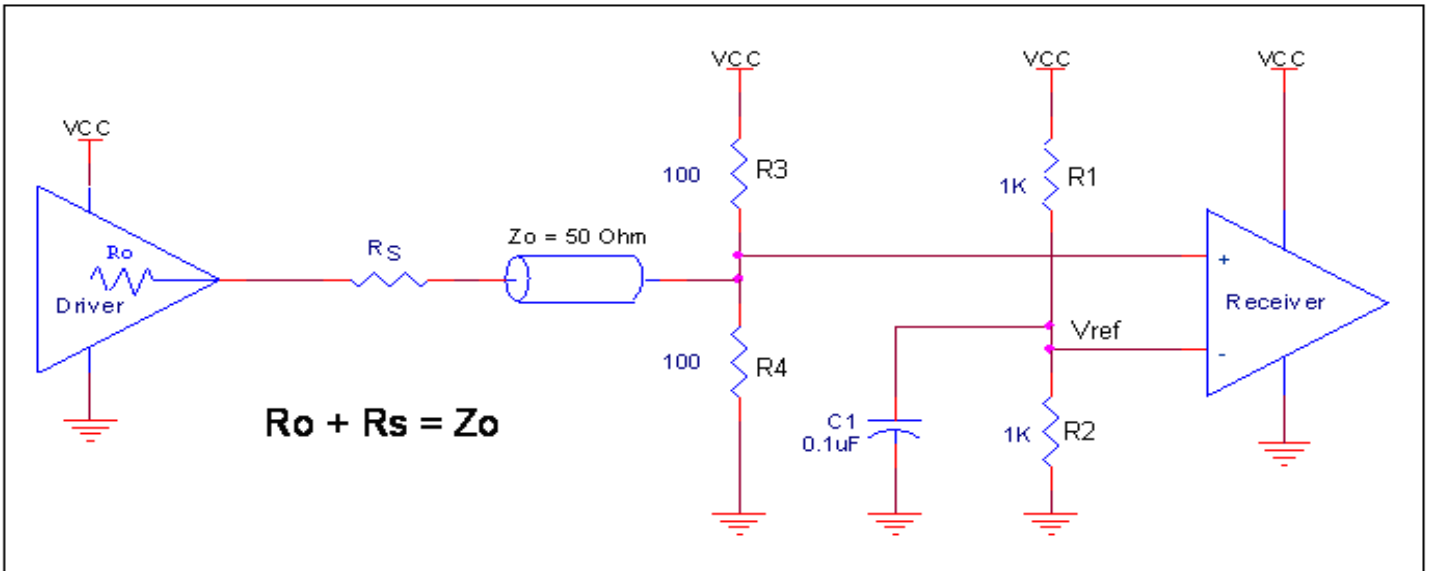 VCC
VCC
VCC
VCC
R3
100
R1
1K
Zo = 50 Ohm
Ro
RS
Driver
+
Receiver
Vref
-
R4
100
C1
0.1uF
R2
1K
Ro + Rs = Zo